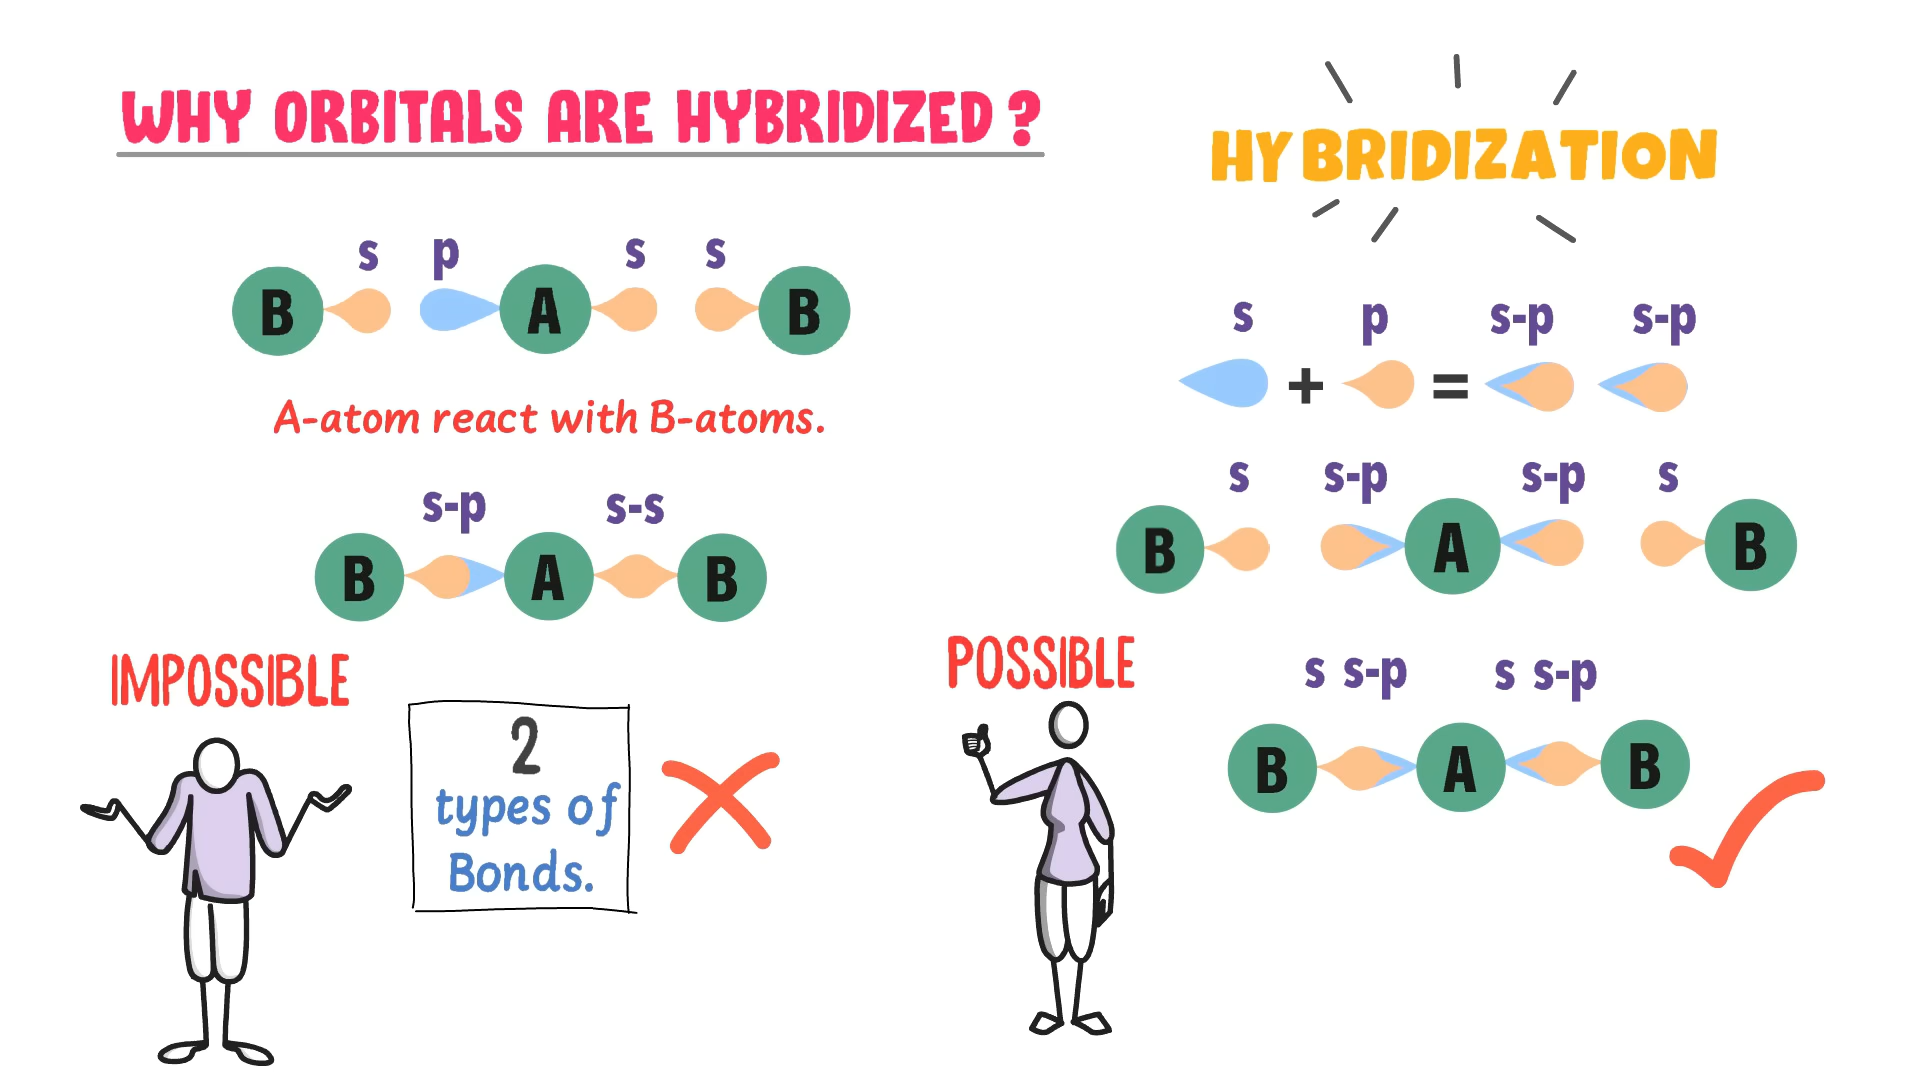 WHY ORBITALS ARE HYBRIDIZED ?
s p s s
B A B
A-atom react with B-atoms.
s-p s-s
B A B
IMPOSSIBLE
2
types of
Bonds.
HYBRIDIZATION
s p s-p s-p
+ =
s s-p s-p s
B A B
POSSIBLE
s s-p s s-p
B A B